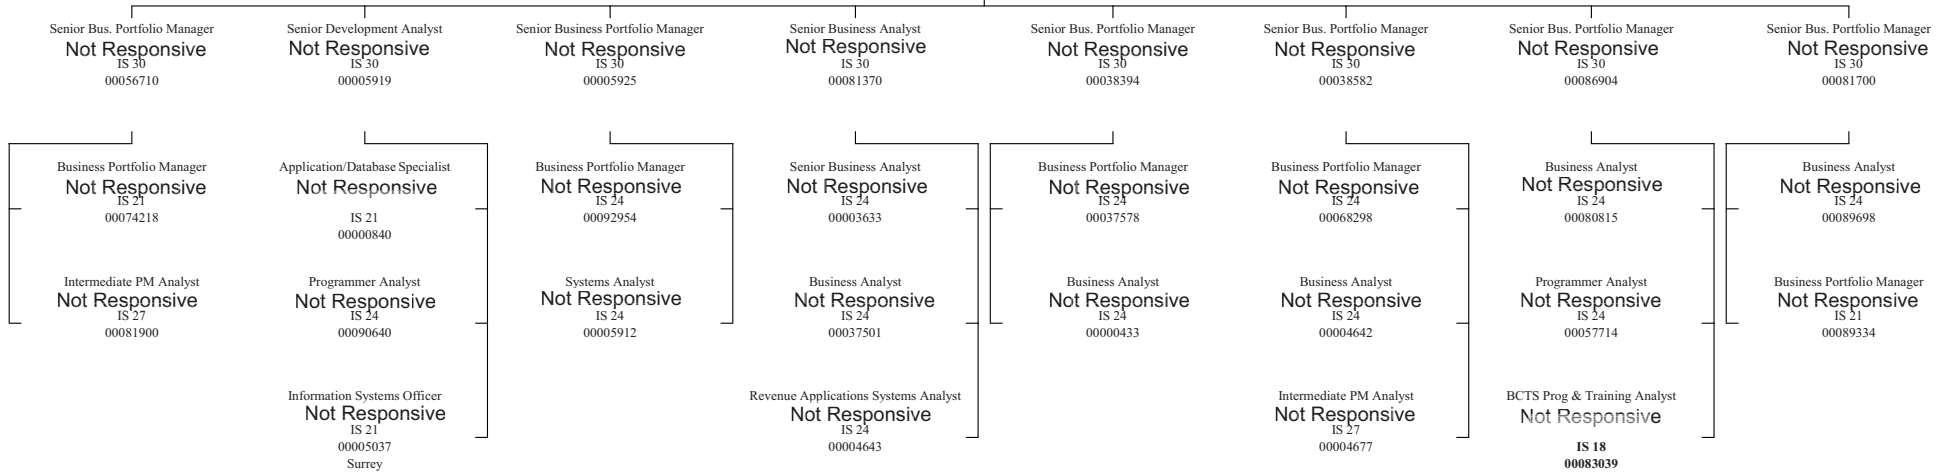 Senior Bus. Portfolio Manager
Not Responsive
IS 30
00056710
Senior Development Analyst
Not Responsive
IS 30
00005919
Senior Business Portfolio Manager
Not Responsive
IS 30
00005925
Senior Business Analyst
Not Responsive
IS 30
00081370
Senior Bus. Portfolio Manager
Not Responsive
IS 30
00038394
Senior Bus. Portfolio Manager
Not Responsive
IS 30
00038582
Senior Bus. Portfolio Manager
Not Responsive
IS 30
00086904
Senior Bus. Portfolio Manager
Not Responsive
IS 30
00081700
Business Portfolio Manager
Not Responsive
IS 21
00074218
Application/Database Specialist
Not Responsive
IS 21
00000840
Business Portfolio Manager
Not Responsive
IS 24
00092954
Senior Business Analyst
Not Responsive
IS 24
00003633
Business Portfolio Manager
Not Responsive
IS 24
00037578
Business Portfolio Manager
Not Responsive
IS 24
00068298
Business Analyst
Not Responsive
IS 24
00080815
Business Analyst
Not Responsive
IS 24
00089698
Intermediate PM Analyst
Not Responsive
IS 27
00081900
Programmer Analyst
Not Responsive
IS 24
00090640
Systems Analyst
Not Responsive
IS 24
00005912
Business Analyst
Not Responsive
IS 24
00037501
Business Analyst
Not Responsive
IS 24
00000433
Business Analyst
Not Responsive
IS 24
00004642
Programmer Analyst
Not Responsive
IS 24
00057714
Business Portfolio Manager
Not Responsive
IS 21
00089334
Information Systems Officer
Not Responsive
IS 21
00005037
Surrey
Revenue Applications Systems Analyst
Not Responsive
IS 24
00004643
Intermediate PM Analyst
Not Responsive
IS 27
00004677
BCTS Prog & Training Analyst
Not Responsive
IS 18
00083039